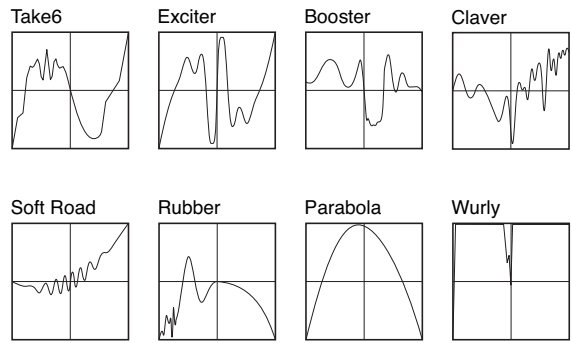 Take6
Exciter
Booster
Claver
Soft Road
Rubber
Parabola
Wurly